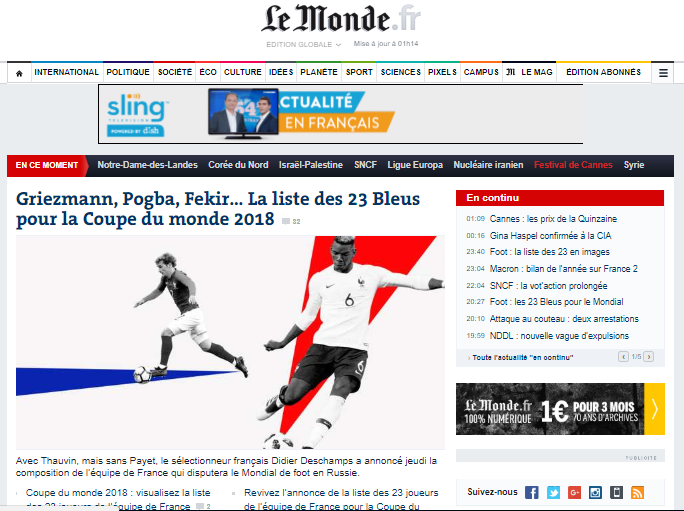 Le Monde.fr
EDITION GLOBALE Mise à jour à 01h14
INTERNATIONAL POLITIQUE SOCIÉTÉ ÉCO CULTURE IDÉES PLANÈTE SPORT SCIENCES PIXELS CAMPUS M LE MAG ÉDITION ABONNÉS
sling
TELEVISION
POWERED BY dish
ACTUALITÉ
EN FRANÇAIS
EN CE MOMENT Notre-Dame-des-Landes Corée du Nord Israël-Palestine SNCF Ligue Europa Nucléaire iranien Festival de Cannes Syrie
Griezmann, Pogba, Fekir... La liste des 23 Bleus
pour la Coupe du monde 2018
6
6
Avec Thauvin, mais sans Payet, le sélectionneur français Didier Deschamps a annoncé jeudi la
composition de l'équipe de France qui disputera le Mondial de foot en Russie.
Coupe du monde 2018 : visualisez la liste
des 23 joueurs de l'équipe de France 2
Revivez l'annonce de la liste des 23 joueurs
de l'équipe de France pour la Coupe du
En continu
01:09 Cannes : les prix de la Quinzaine
00:16 Gina Haspel confirmée à la CIA
23:40 Foot : la liste des 23 en images
23:04 Macron : bilan de l'année sur France 2
22:04 SNCF : la vot'action prolongée
20:27 Foot : les 23 Bleus pour le Mondial
20:10 Attaque au couteau : deux arrestations
19:59 NDDL : nouvelle vague d'expulsions
› Toute l'actualité "en continu" ‹ 1/5 ›
Le Monde.fr
100% NUMÉRIQUE
1€ POUR 3 MOIS
70 ANS D'ARCHIVES
PUBLICITÉ
Suivez-nous